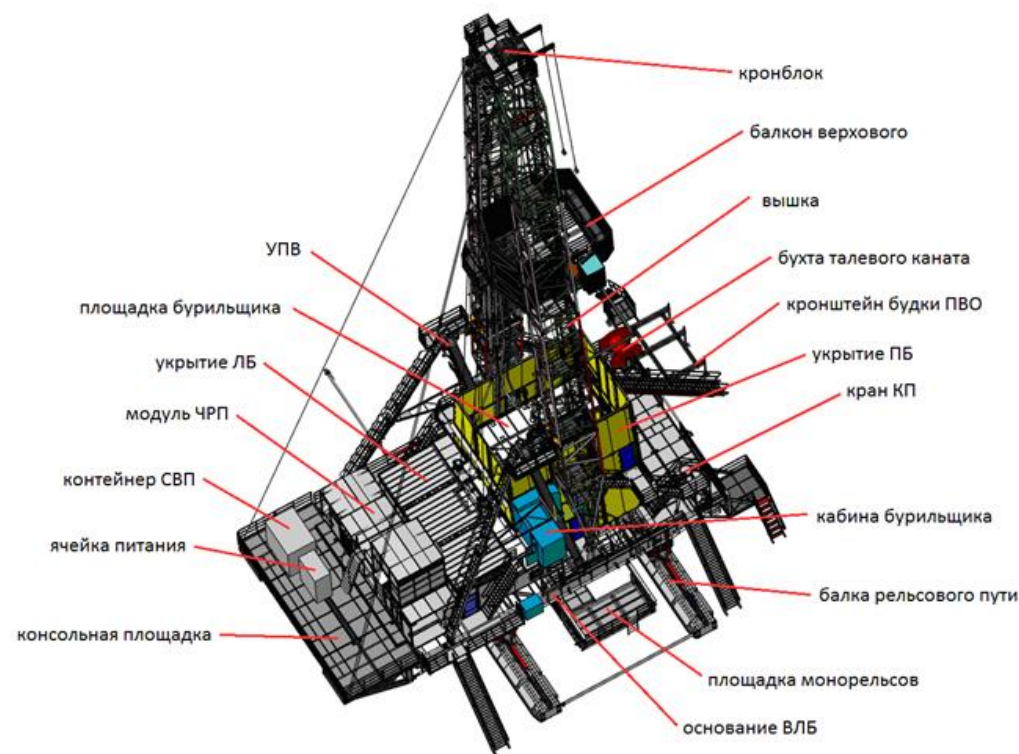 кронблок
балкон верхового
вышка
УПВ
бухта талевого каната
площадка бурильщика
кронштейн будки ПВО
укрытие ЛБ
укрытие ПБ
модуль ЧРП
кран КП
контейнер СВП
кабина бурильщика
ячейка питания
балка рельсового пути
консольная площадка
площадка монорельсов
основание ВЛБ